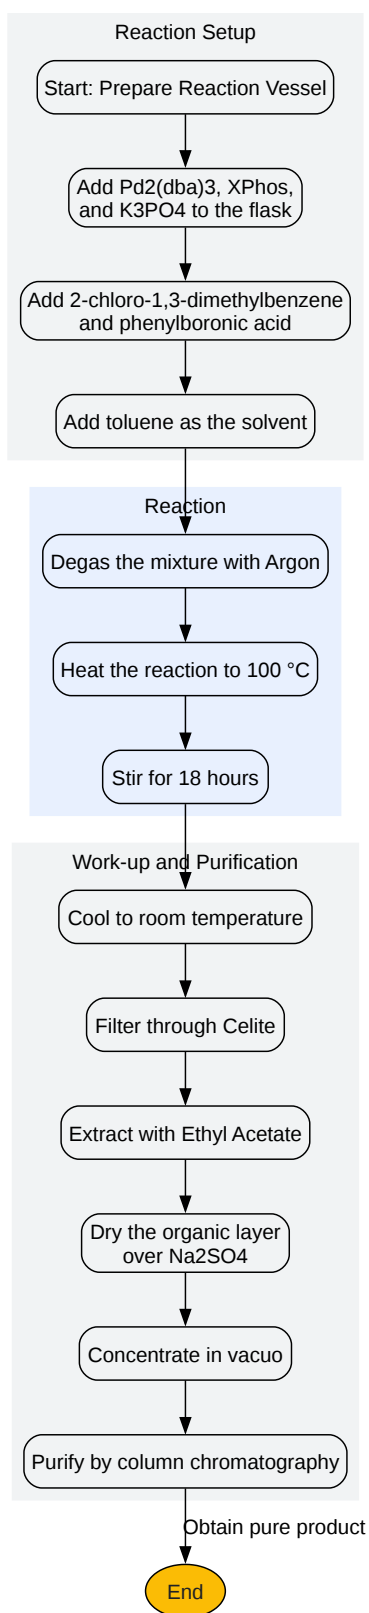 Reaction Setup
Start: Prepare Reaction Vessel
Add Pd2(dba)3, XPhos,
and K3PO4 to the flask
Add 2-chloro-1,3-dimethylbenzene
and phenylboronic acid
Add toluene as the solvent
Reaction
Degas the mixture with Argon
Heat the reaction to 100 °C
Stir for 18 hours
Work-up and Purification
Cool to room temperature
Filter through Celite
Extract with Ethyl Acetate
Dry the organic layer
over Na2SO4
Concentrate in vacuo
Purify by column chromatography
Obtain pure product
End